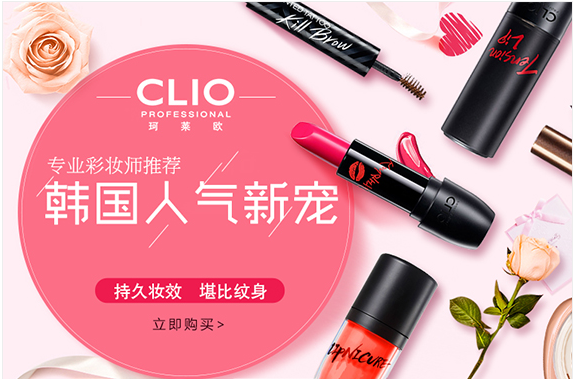 CLIO
PROFESSIONAL
珂莱欧
专业彩妆师推荐
韩国人气新宠
持久妆效 堪比纹身
立即购买>
Kill Brow
Tension
Lip
CLIO